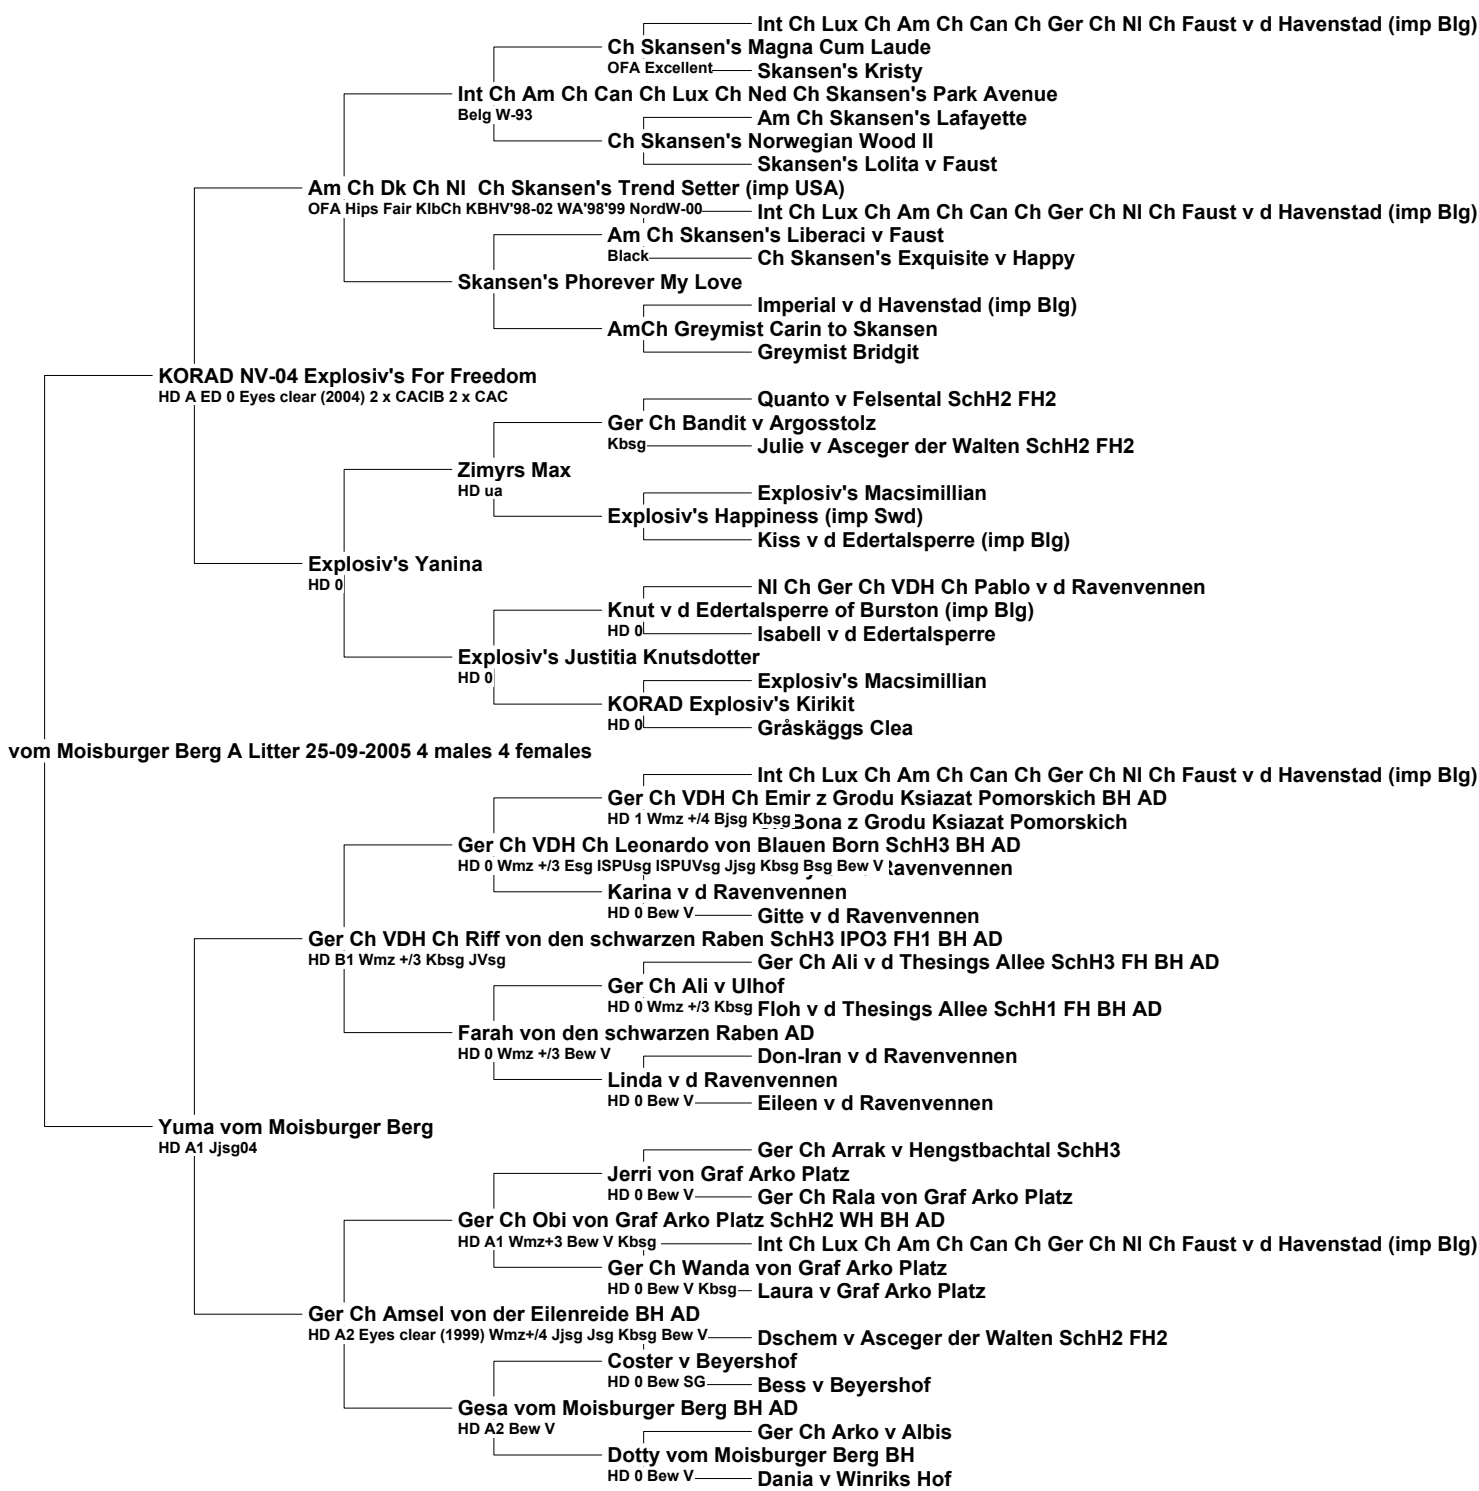 Int Ch Lux Ch Am Ch Can Ch Ger Ch Nl Ch Faust v d Havenstad (imp Blg)
Ch Skansen's Magna Cum Laude
OFA Excellent
Skansen's Kristy
Int Ch Am Ch Can Ch Lux Ch Ned Ch Skansen's Park Avenue
Belg W-93
Am Ch Skansen's Lafayette
Ch Skansen's Norwegian Wood II
Skansen's Lolita v Faust
Am Ch Dk Ch Nl Ch Skansen's Trend Setter (imp USA)
OFA Hips Fair KlbCh KBHV'98-02 WA'98'99 NordW-00
Int Ch Lux Ch Am Ch Can Ch Ger Ch Nl Ch Faust v d Havenstad (imp Blg)
Am Ch Skansen's Liberaci v Faust
Black
Ch Skansen's Exquisite v Happy
Skansen's Phorever My Love
Imperial v d Havenstad (imp Blg)
AmCh Greymist Carin to Skansen
Greymist Bridgit
KORAD NV-04 Explosiv's For Freedom
HD A ED 0 Eyes clear (2004) 2 x CACIB 2 x CAC
Quanto v Felsental SchH2 FH2
Ger Ch Bandit v Argosstolz
Kbsg
Julie v Asceger der Walten SchH2 FH2
Zimyrs Max
HD ua
Explosiv's Macsimillian
Explosiv's Happiness (imp Swd)
Kiss v d Edertalsperre (imp Blg)
Explosiv's Yanina
HD 0
Nl Ch Ger Ch VDH Ch Pablo v d Ravenvennen
Knut v d Edertalsperre of Burston (imp Blg)
HD 0
Isabell v d Edertalsperre
Explosiv's Justitia Knutsdotter
HD 0
Explosiv's Macsimillian
KORAD Explosiv's Kirikit
HD 0
Gråskäggs Clea
vom Moisburger Berg A Litter 25-09-2005 4 males 4 females
Int Ch Lux Ch Am Ch Can Ch Ger Ch Nl Ch Faust v d Havenstad (imp Blg)
Ger Ch VDH Ch Emir z Grodu Ksiazat Pomorskich BH AD
HD 1 Wmz +/4 Bjsg Kbsg
Bona z Grodu Ksiazat Pomorskich
Ger Ch VDH Ch Leonardo von Blauen Born SchH3 BH AD
HD 0 Wmz +/3 Esg ISPUsg ISPUVsg Jjsg Kbsg Bsg Bew V
Ravenvennen
Karina v d Ravenvennen
HD 0 Bew V
Gitte v d Ravenvennen
Ger Ch VDH Ch Riff von den schwarzen Raben SchH3 IPO3 FH1 BH AD
HD B1 Wmz +/3 Kbsg JVsg
Ger Ch Ali v d Thesings Allee SchH3 FH BH AD
Ger Ch Ali v Ulhof
HD 0 Wmz +/3 Kbsg
Floh v d Thesings Allee SchH1 FH BH AD
Farah von den schwarzen Raben AD
HD 0 Wmz +/3 Bew V
Don-Iran v d Ravenvennen
Linda v d Ravenvennen
HD 0 Bew V
Eileen v d Ravenvennen
Yuma vom Moisburger Berg
HD A1 Jjsg04
Ger Ch Arrak v Hengstbachtal SchH3
Jerri von Graf Arko Platz
HD 0 Bew V
Ger Ch Rala von Graf Arko Platz
Ger Ch Obi von Graf Arko Platz SchH2 WH BH AD
HD A1 Wmz+3 Bew V Kbsg
Int Ch Lux Ch Am Ch Can Ch Ger Ch Nl Ch Faust v d Havenstad (imp Blg)
Ger Ch Wanda von Graf Arko Platz
HD 0 Bew V Kbsg
Laura v Graf Arko Platz
Ger Ch Amsel von der Eilenreide BH AD
HD A2 Eyes clear (1999) Wmz+/4 Jjsg Jsg Kbsg Bew V
Dschem v Asceger der Walten SchH2 FH2
Coster v Beyershof
HD 0 Bew SG
Bess v Beyershof
Gesa vom Moisburger Berg BH AD
HD A2 Bew V
Ger Ch Arko v Albis
Dotty vom Moisburger Berg BH
HD 0 Bew V
Dania v Winriks Hof